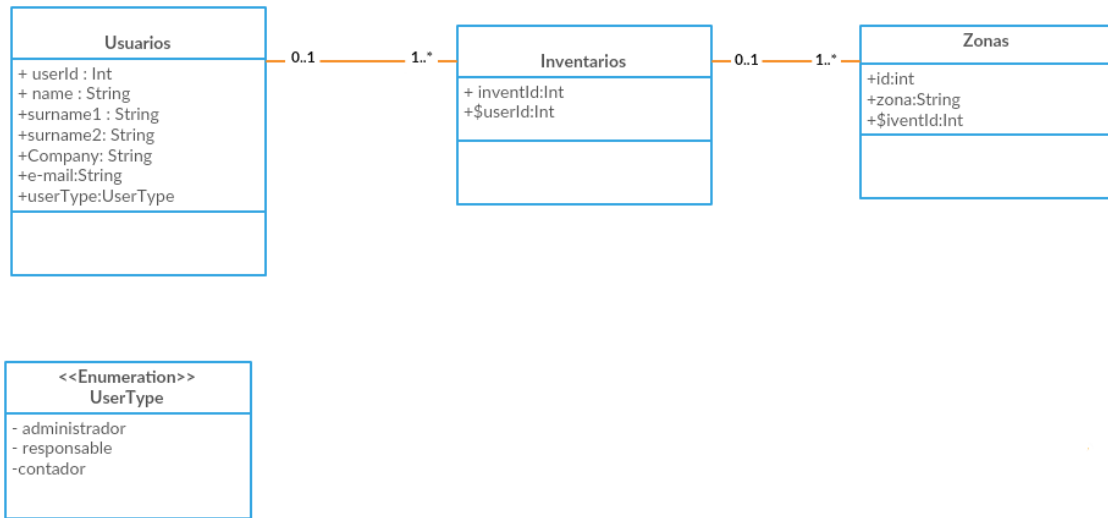 Usuarios
+ userId : Int
+ name : String
+surname1 : String
+surname2: String
+Company: String
+e-mail:String
+userType:UserType
0..1
1..*
Inventarios
+ inventId:Int
+$userId:Int
0..1
1..*
Zonas
+id:int
+zona:String
+$iventId:Int
<<Enumeration>>
UserType
- administrador
- responsable
-contador